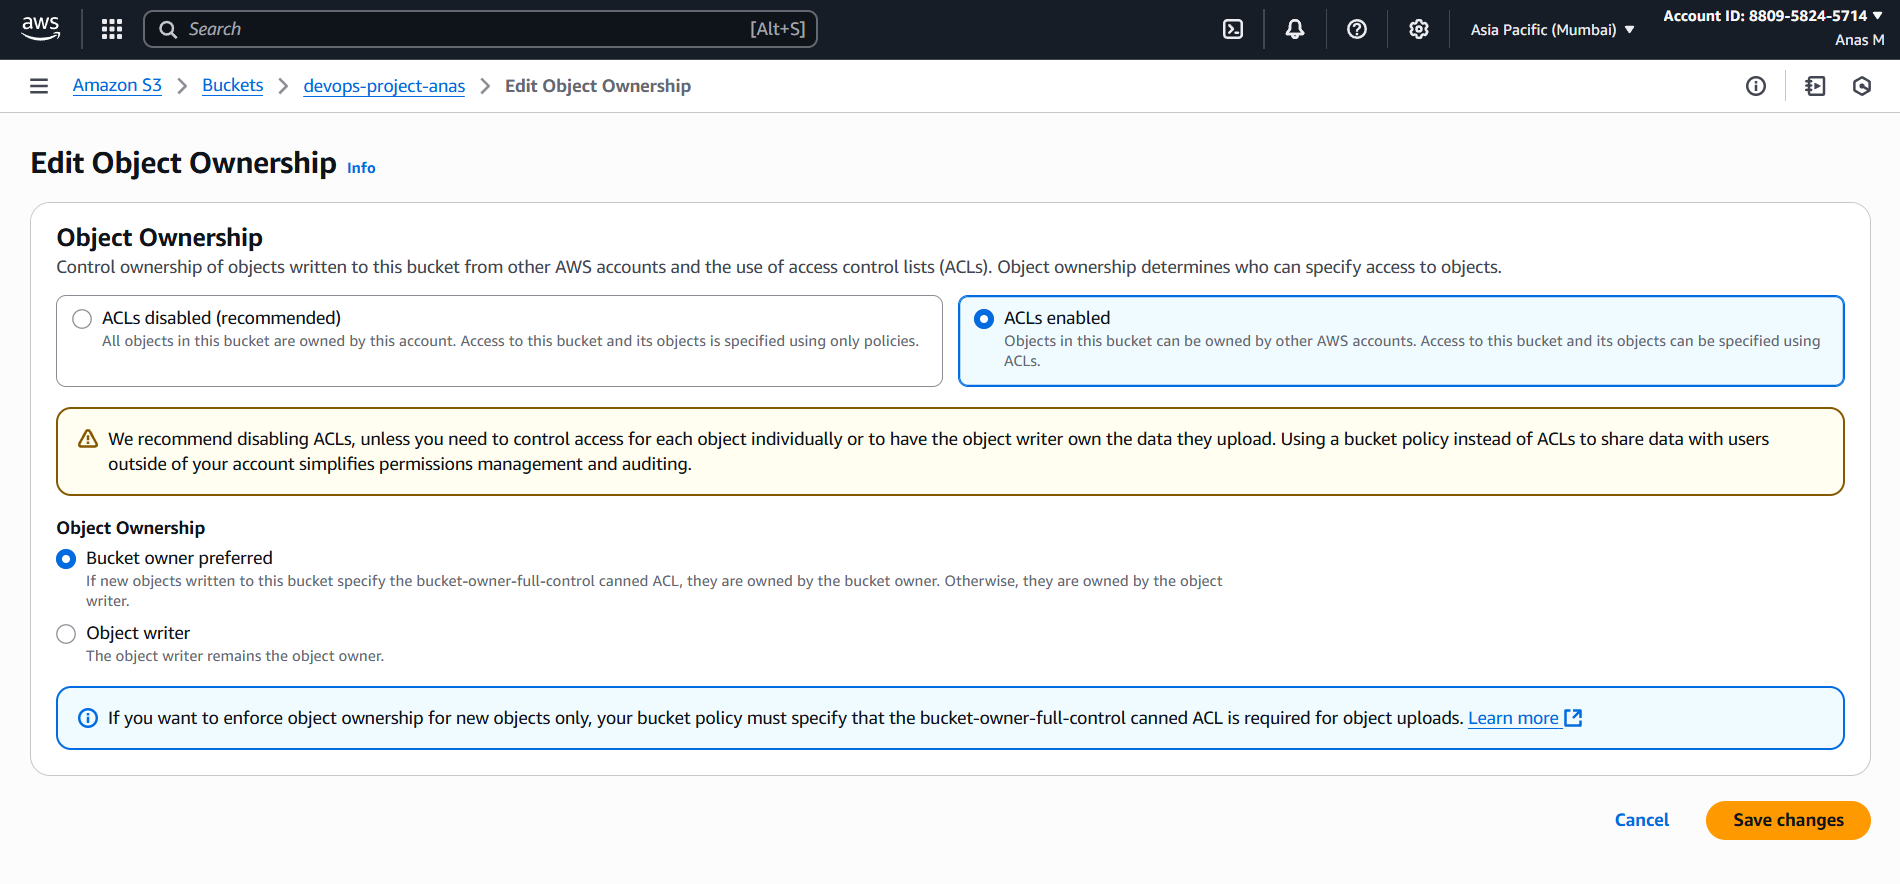 aws
Search [Alt+S]
Asia Pacific (Mumbai)
Account ID: 8809-5824-5714
Anas M
Amazon S3 > Buckets > devops-project-anas > Edit Object Ownership
Edit Object Ownership Info
Object Ownership
Control ownership of objects written to this bucket from other AWS accounts and the use of access control lists (ACLs). Object ownership determines who can specify access to objects.
ACLs disabled (recommended)
All objects in this bucket are owned by this account. Access to this bucket and its objects is specified using only policies.
ACLs enabled
Objects in this bucket can be owned by other AWS accounts. Access to this bucket and its objects can be specified using
ACLs.
We recommend disabling ACLs, unless you need to control access for each object individually or to have the object writer own the data they upload. Using a bucket policy instead of ACLs to share data with users
outside of your account simplifies permissions management and auditing.
Object Ownership
Bucket owner preferred
If new objects written to this bucket specify the bucket-owner-full-control canned ACL, they are owned by the bucket owner. Otherwise, they are owned by the object
writer.
Object writer
The object writer remains the object owner.
If you want to enforce object ownership for new objects only, your bucket policy must specify that the bucket-owner-full-control canned ACL is required for object uploads. Learn more
Cancel
Save changes